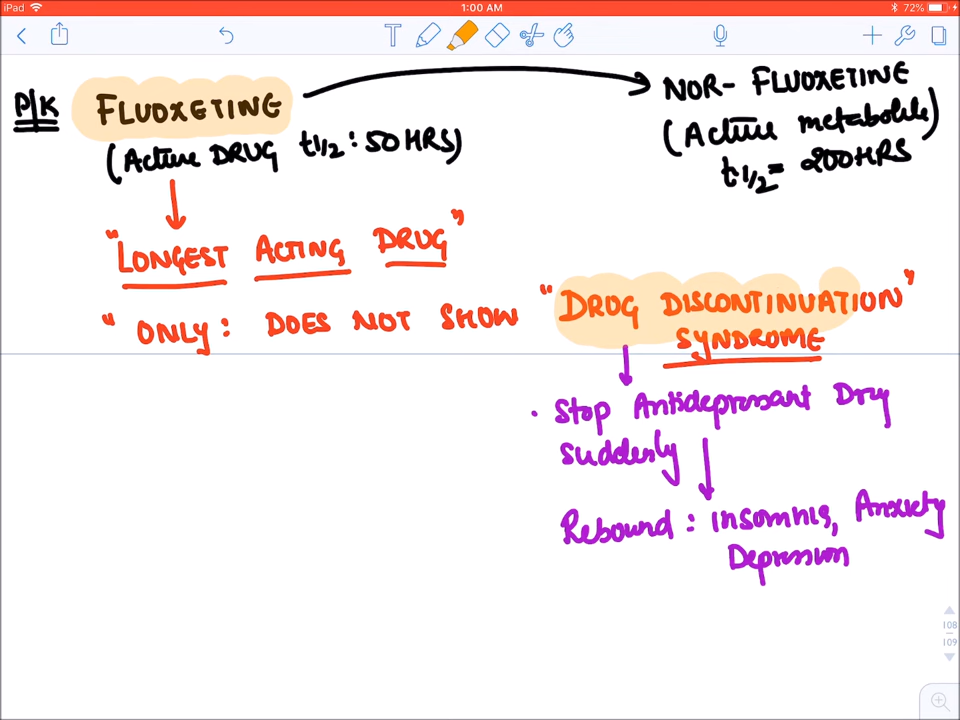 iPad
1:00 AM
72%
T
P/K FLUOXETINE
(Active DRUG t1/2 : 50 HRS)
NOR- FLUOXETINE
(Active metabolite)
t1/2 = 200 HRS
"LONGEST ACTING DRUG"
" ONLY: DOES NOT SHOW "DRUG DISCONTINUATION"
SYNDROME
• Stop Antidepressant Drug
suddenly
Rebound : insomnia, Anxiety
Depression
108
109